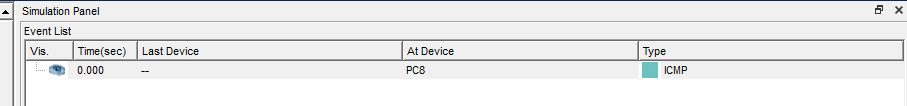 Simulation Panel
Event List
Vis. Time(sec) Last Device At Device Type
0.000 -- PC8 ICMP